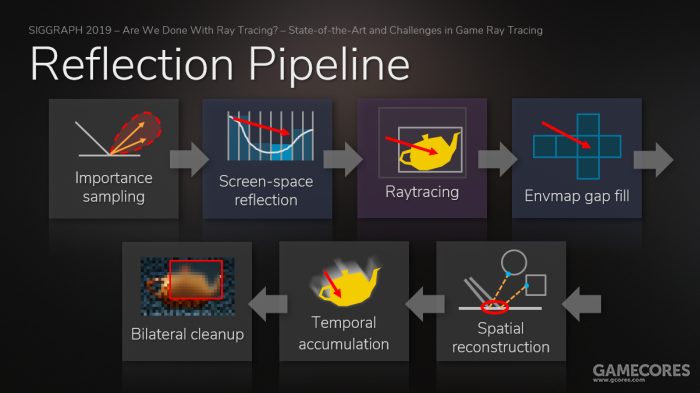 SIGGRAPH 2019 – Are We Done With Ray Tracing? – State-of-the-Art and Challenges in Game Ray Tracing
Reflection Pipeline
Importance
sampling
Screen-space
reflection
Raytracing
Envmap gap fill
Bilateral cleanup
Temporal
accumulation
Spatial
reconstruction
GAMECORES
www.gcores.com